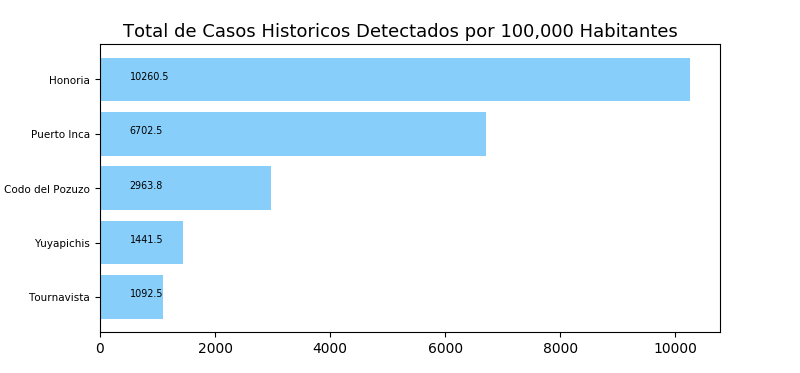 Total de Casos Historicos Detectados por 100,000 Habitantes
Honoria 10260.5
Puerto Inca 6702.5
Codo del Pozuzo 2963.8
Yuyapichis 1441.5
Tournavista 1092.5
0 2000 4000 6000 8000 10000